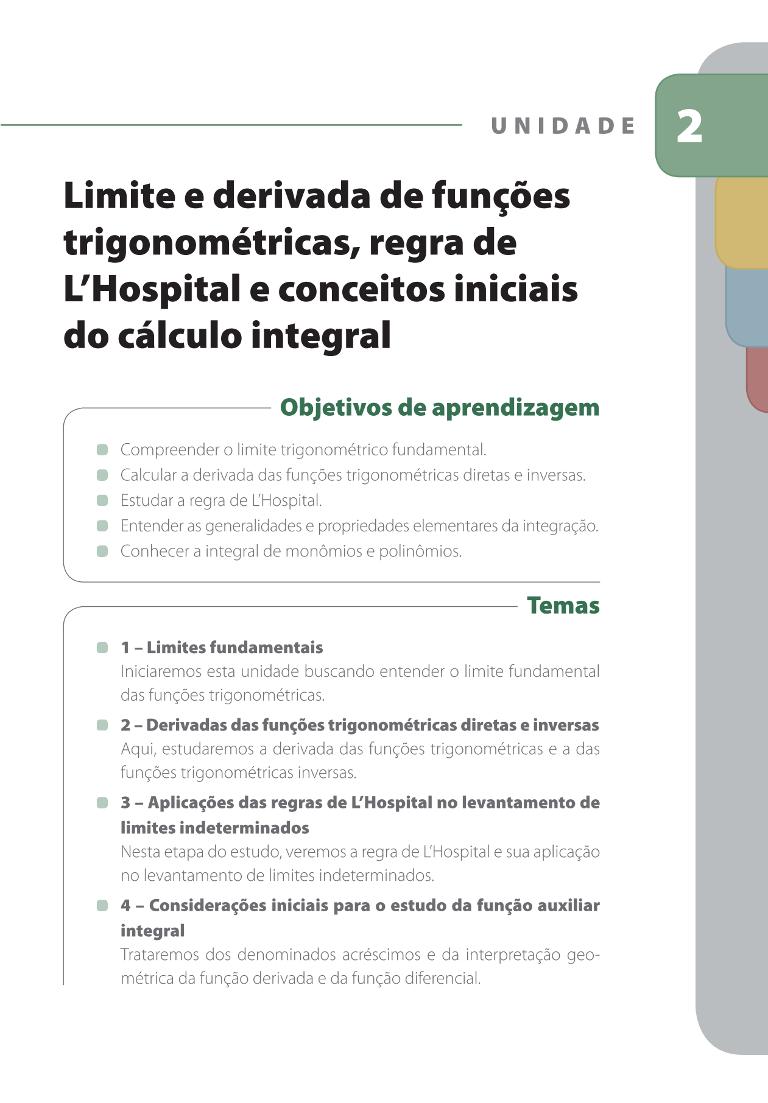 UNIDADE 2
Limite e derivada de funções
trigonométricas, regra de
L’Hospital e conceitos iniciais
do cálculo integral
Objetivos de aprendizagem
Compreender o limite trigonométrico fundamental.
Calcular a derivada das funções trigonométricas diretas e inversas.
Estudar a regra de L’Hospital.
Entender as generalidades e propriedades elementares da integração.
Conhecer a integral de monômios e polinômios.
Temas
1 – Limites fundamentais
Iniciaremos esta unidade buscando entender o limite fundamental
das funções trigonométricas.
2 – Derivadas das funções trigonométricas diretas e inversas
Aqui, estudaremos a derivada das funções trigonométricas e a das
funções trigonométricas inversas.
3 – Aplicações das regras de L’Hospital no levantamento de
limites indeterminados
Nesta etapa do estudo, veremos a regra de L’Hospital e sua aplicação
no levantamento de limites indeterminados.
4 – Considerações iniciais para o estudo da função auxiliar
integral
Trataremos dos denominados acréscimos e da interpretação geo-
métrica da função derivada e da função diferencial.